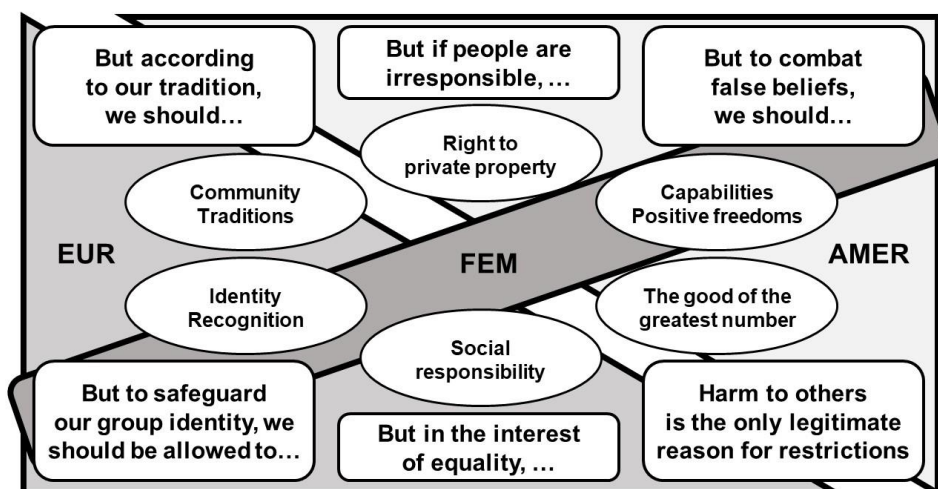 But according
to our tradition,
we should…
But if people are
irresponsible, …
But to combat
false beliefs,
we should…
Right to
private property
Community
Traditions
Capabilities
Positive freedoms
EUR
FEM
AMER
Identity
Recognition
The good of the
greatest number
Social
responsibility
But to safeguard
our group identity, we
should be allowed to…
But in the interest
of equality, …
Harm to others
is the only legitimate
reason for restrictions